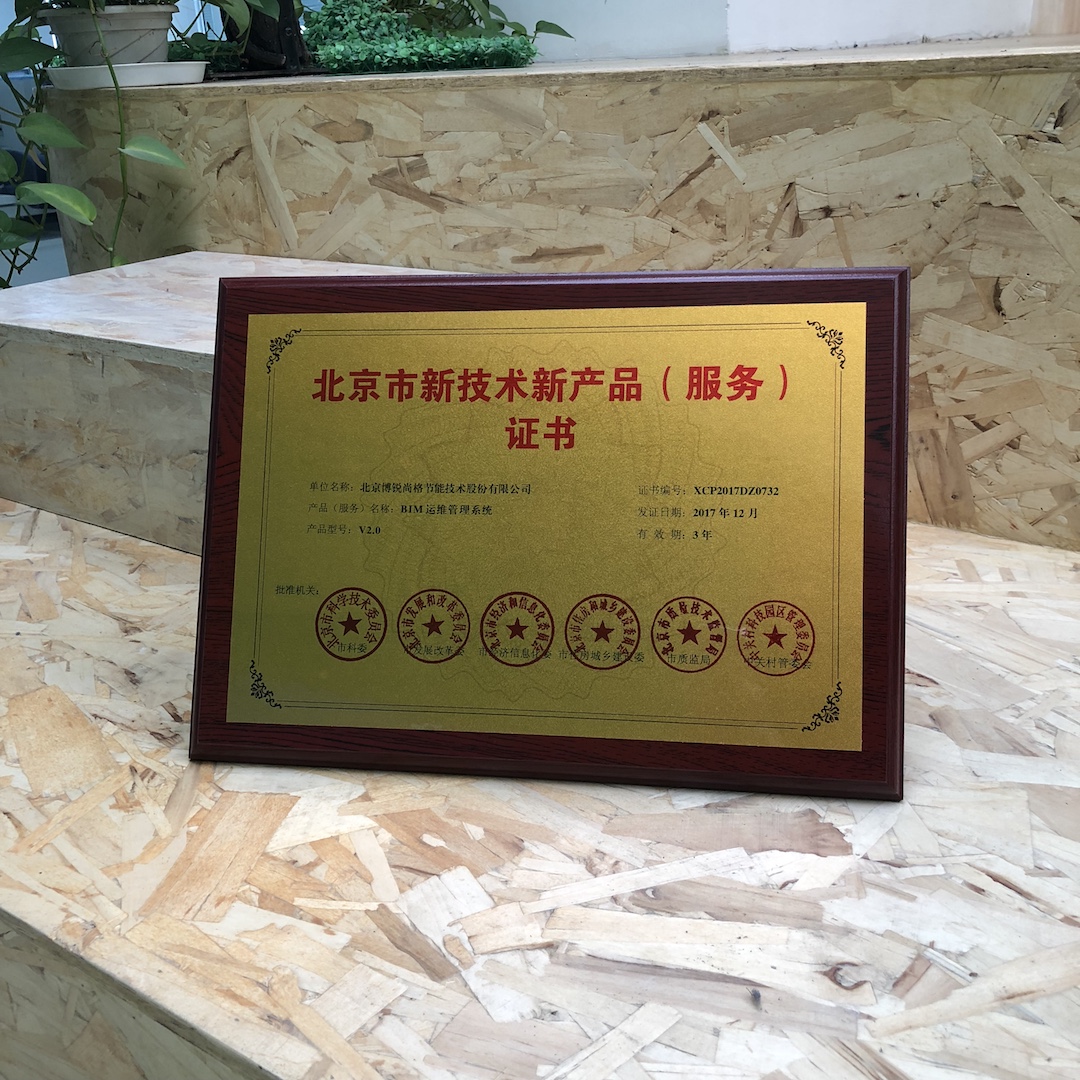 北京市新技术新产品（服务）
证书
单位名称：北京博锐尚格节能技术股份有限公司
证书编号：XCP2017DZ0732
产品（服务）名称：BIM 运维管理系统
发证日期：2017 年 12 月
产品型号：V2.0
有 效 期：3 年
批准机关：
北京市科学技术委员会
北京市发展和改革委员会
北京市经济和信息化委员会
北京市住房和城乡建设委员会
北京市质量技术监督局
中关村科技园区管理委员会
市科委
发展改革委
市经济信息化委
市住房城乡建设委
市质监局
中关村管委会